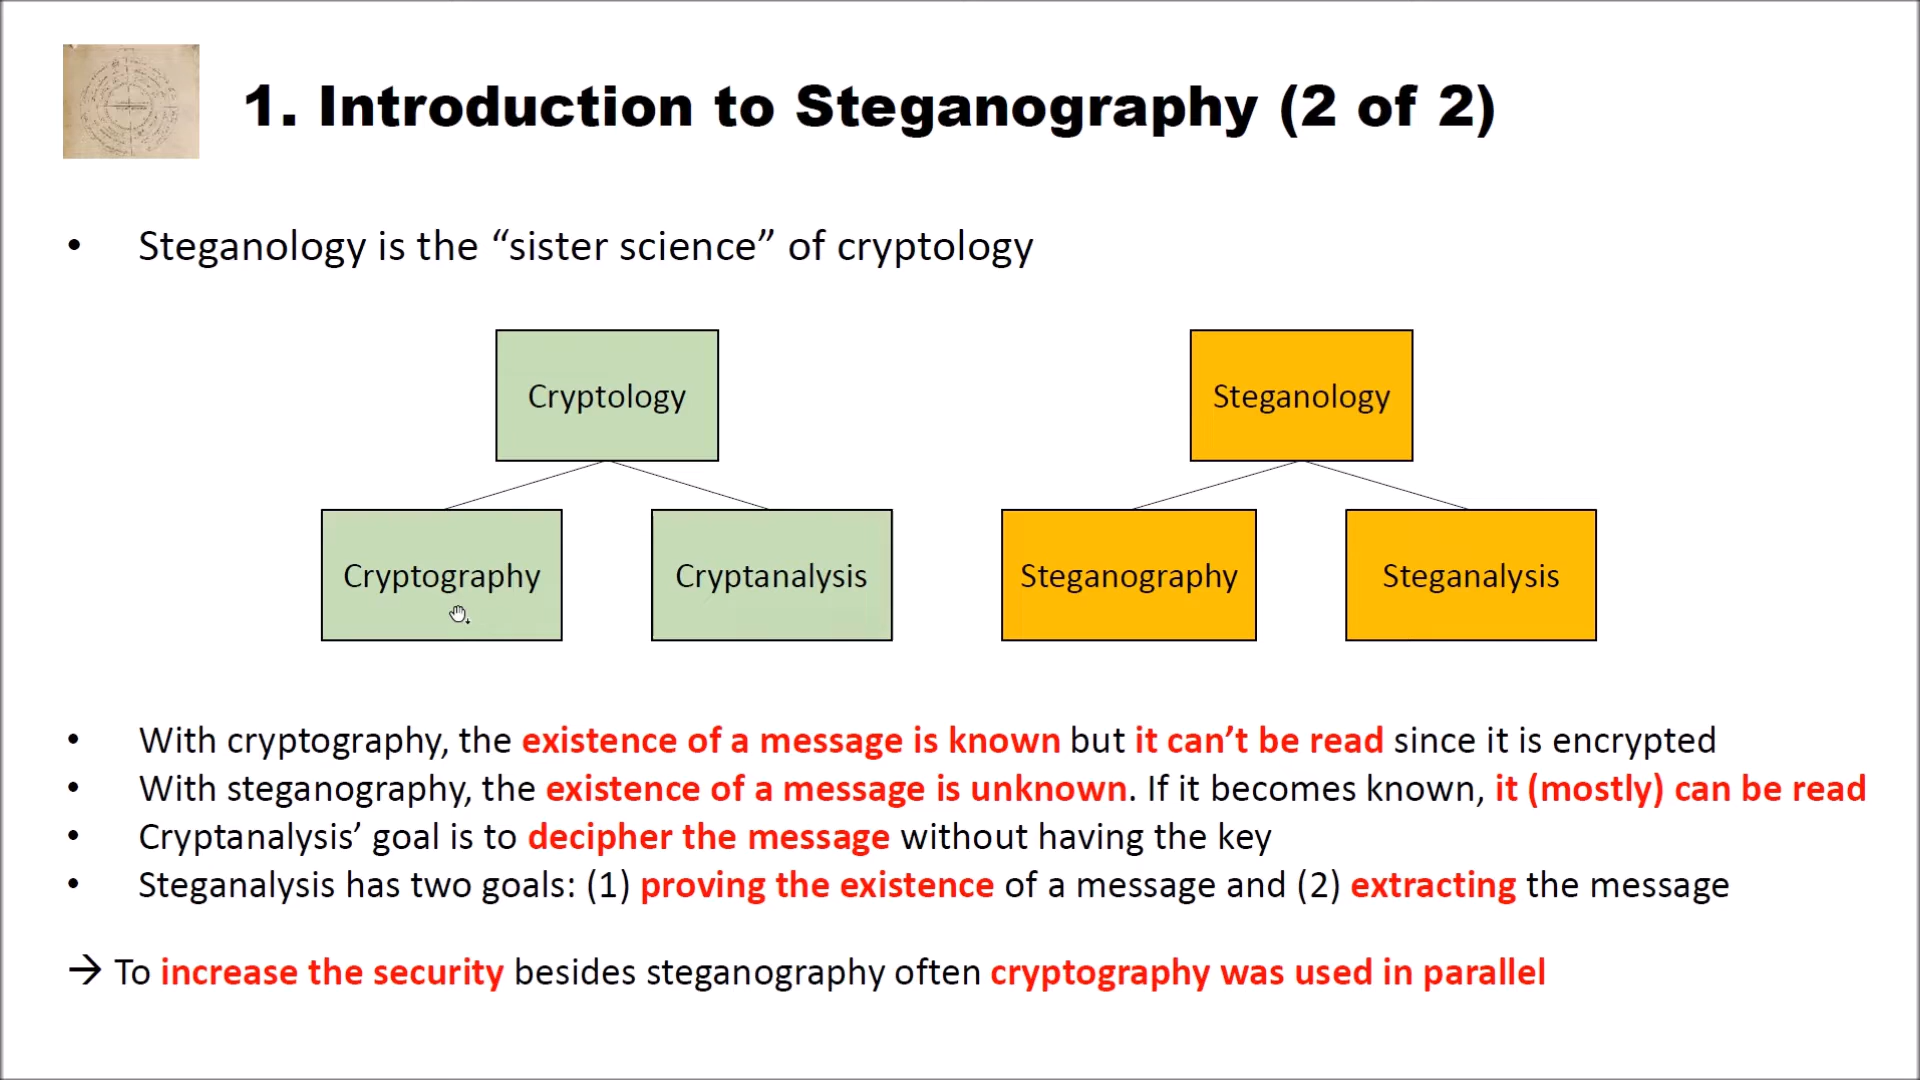 1. Introduction to Steganography (2 of 2)
• Steganology is the “sister science” of cryptology
Cryptology
Steganology
Cryptography
Cryptanalysis
Steganography
Steganalysis
• With cryptography, the existence of a message is known but it can’t be read since it is encrypted
• With steganography, the existence of a message is unknown. If it becomes known, it (mostly) can be read
• Cryptanalysis’ goal is to decipher the message without having the key
• Steganalysis has two goals: (1) proving the existence of a message and (2) extracting the message
→ To increase the security besides steganography often cryptography was used in parallel